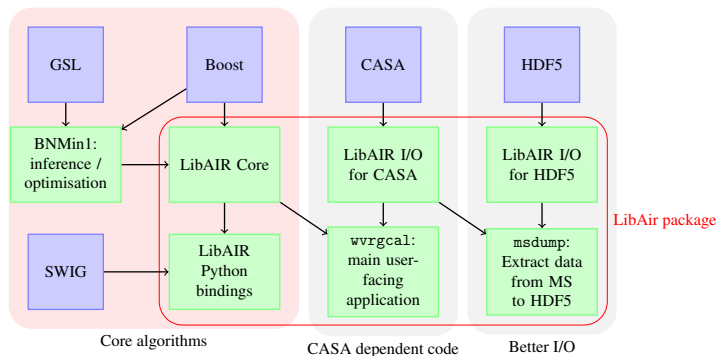 GSL
Boost
CASA
HDF5
BNMin1:
inference /
optimisation
LibAIR Core
LibAIR I/O
for CASA
LibAIR I/O
for HDF5
LibAir package
SWIG
LibAIR
Python
bindings
wvrgcal:
main user-
facing
application
msdump:
Extract data
from MS
to HDF5
Core algorithms
CASA dependent code
Better I/O